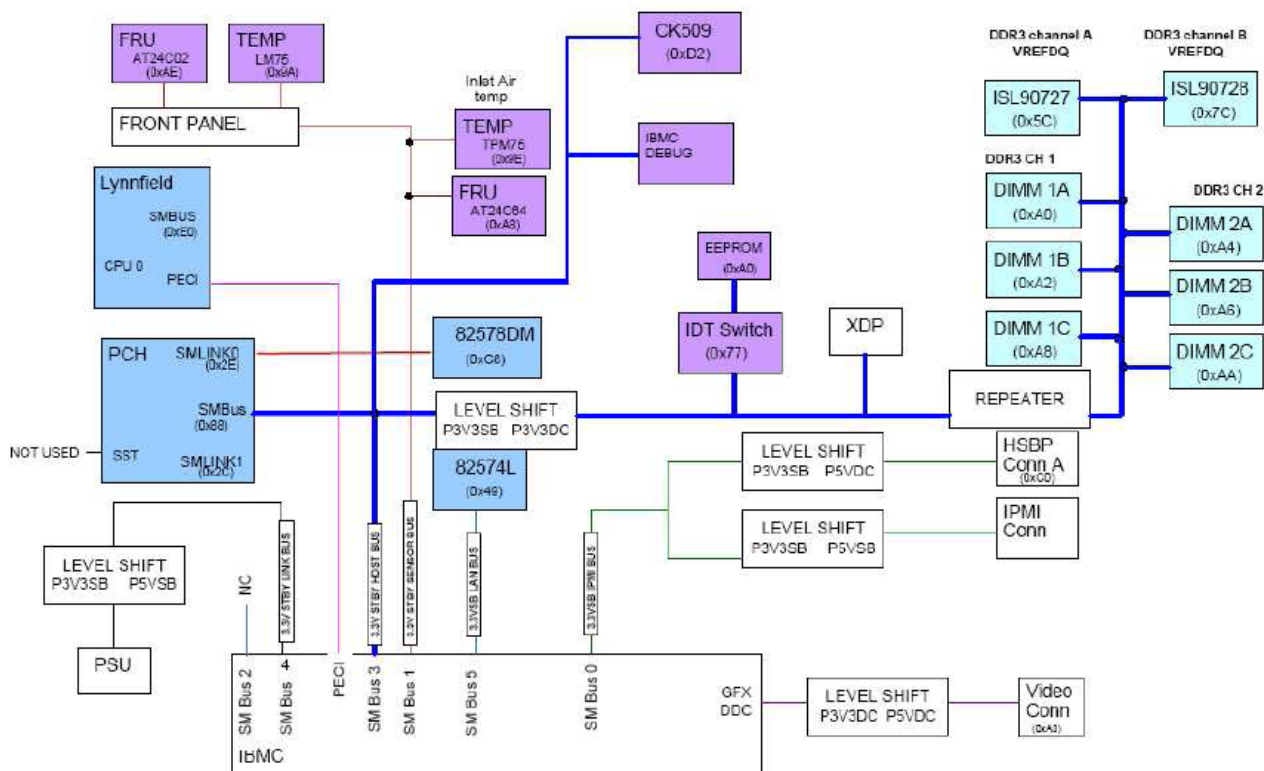 FRU
AT24C02
(0xAE)
TEMP
LM75
(0x9A)
FRONT PANEL
Inlet Air
temp
TEMP
TPM75
(0x9E)
FRU
AT24C64
(0xA8)
CK509
(0xD2)
IBMC
DEBUG
DDR3 channel A
VREFDQ
DDR3 channel B
VREFDQ
ISL90727
(0x5C)
ISL90728
(0x7C)
DDR3 CH 1
DIMM 1A
(0xA0)
DIMM 1B
(0xA2)
DIMM 1C
(0xA8)
DDR3 CH 2
DIMM 2A
(0xA4)
DIMM 2B
(0xA6)
DIMM 2C
(0xAA)
Lynnfield
SMBUS
(0xE0)
CPU 0
PECI
EEPROM
(0xA0)
IDT Switch
(0x77)
XDP
REPEATER
PCH
SMLINK0
(0x2E)
SMBus
(0x88)
SST
SMLINK1
(0x2C)
NOT USED
82578DM
(0xC8)
LEVEL SHIFT
P3V3SB P3V3DC
82574L
(0x49)
LEVEL SHIFT
P3V3SB P5VDC
HSBP
Conn A
(0xC0)
LEVEL SHIFT
P3V3SB P5VSB
IPMI
Conn
LEVEL SHIFT
P3V3SB P5VSB
PSU
NC
3.3V STBY LINK BUS
3.3V STBY HOST BUS
3.3V STBY SENSOR BUS
3.3VSB LAN BUS
3.3VSB IPMI BUS
SM Bus 2
SM Bus 4
PECI
SM Bus 3
SM Bus 1
SM Bus 5
SM Bus 0
IBMC
GFX
DDC
LEVEL SHIFT
P3V3DC P5VDC
Video
Conn
(0xA0)